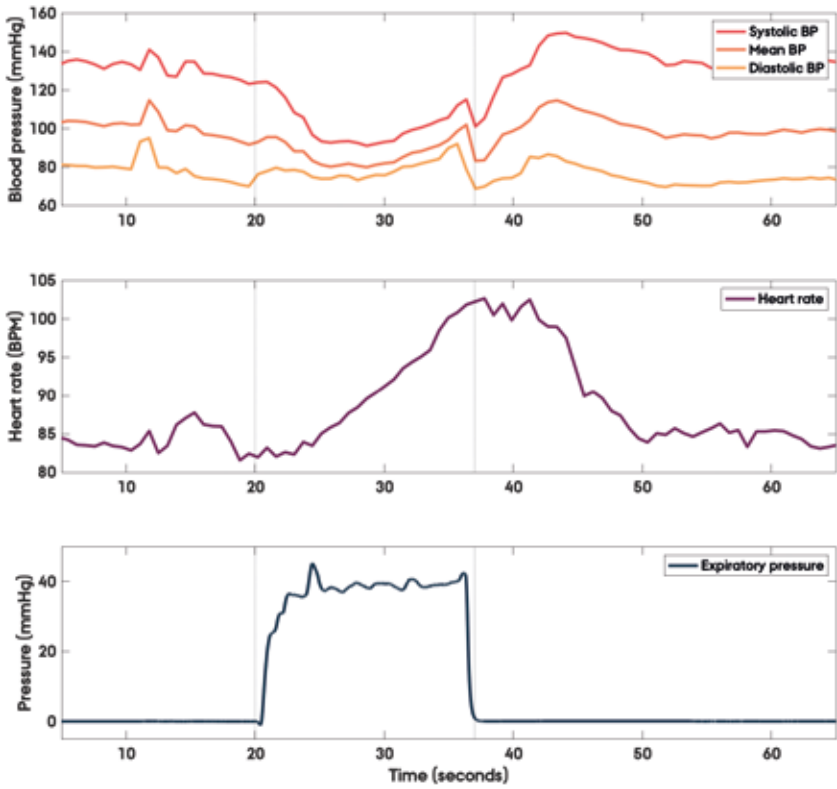 160
140
120
100
80
60
Blood pressure (mmHg)
Systolic BP
Mean BP
Diastolic BP
10 20 30 40 50 60
105
100
95
90
85
80
Heart rate (BPM)
Heart rate
10 20 30 40 50 60
40
20
0
Pressure (mmHg)
Expiratory pressure
10 20 30 40 50 60
Time (seconds)